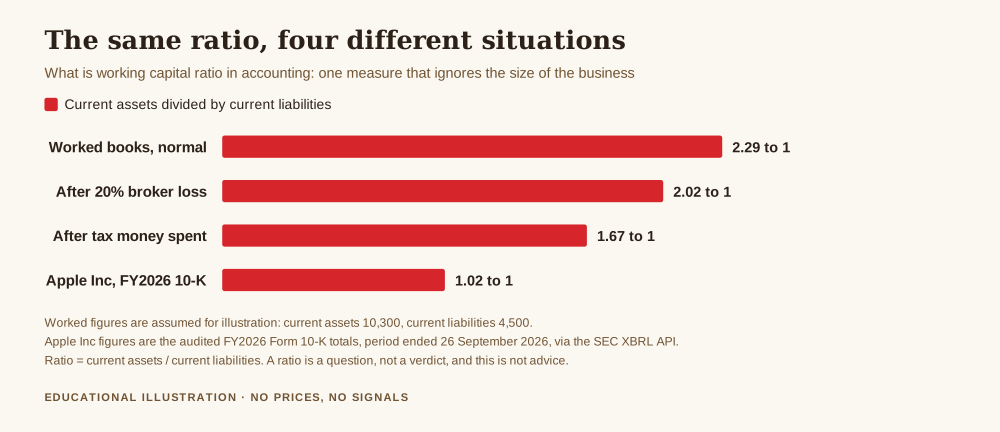 The same ratio, four different situations
What is working capital ratio in accounting: one measure that ignores the size of the business
Current assets divided by current liabilities
Worked books, normal 2.29 to 1
After 20% broker loss 2.02 to 1
After tax money spent 1.67 to 1
Apple Inc, FY2026 10-K 1.02 to 1
Worked figures are assumed for illustration: current assets 10,300, current liabilities 4,500.
Apple Inc figures are the audited FY2026 Form 10-K totals, period ended 26 September 2026, via the SEC XBRL API.
Ratio = current assets / current liabilities. A ratio is a question, not a verdict, and this is not advice.
EDUCATIONAL ILLUSTRATION · NO PRICES, NO SIGNALS